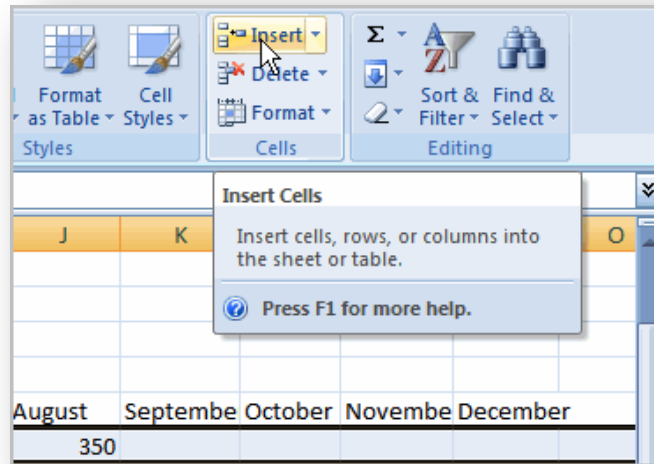 Insert
Delete
Format
Format as Table
Cell Styles
Styles
Cells
Σ
A
Z
Sort & Filter
Find & Select
Editing
Insert Cells
Insert cells, rows, or columns into
the sheet or table.
Press F1 for more help.
J K O
August Septembe October Novembe December
350